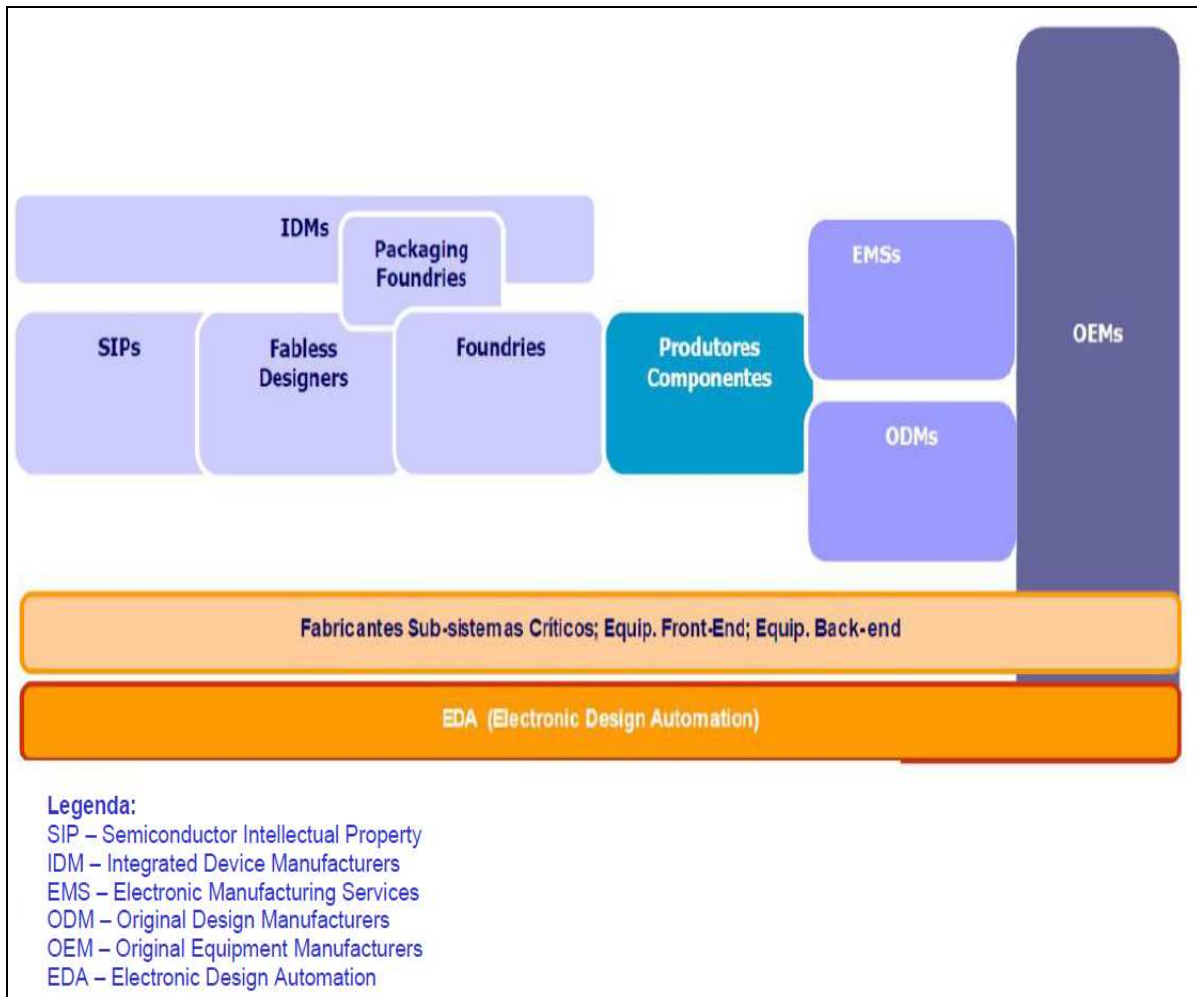 IDMs
Packaging
Foundries
SIPs
Fabless
Designers
Foundries
Produtores
Componentes
EMSs
ODMs
OEMs
Fabricantes Sub-sistemas Críticos; Equip. Front-End; Equip. Back-end
EDA (Electronic Design Automation)
Legenda:
SIP – Semiconductor Intellectual Property
IDM – Integrated Device Manufacturers
EMS – Electronic Manufacturing Services
ODM – Original Design Manufacturers
OEM – Original Equipment Manufacturers
EDA – Electronic Design Automation